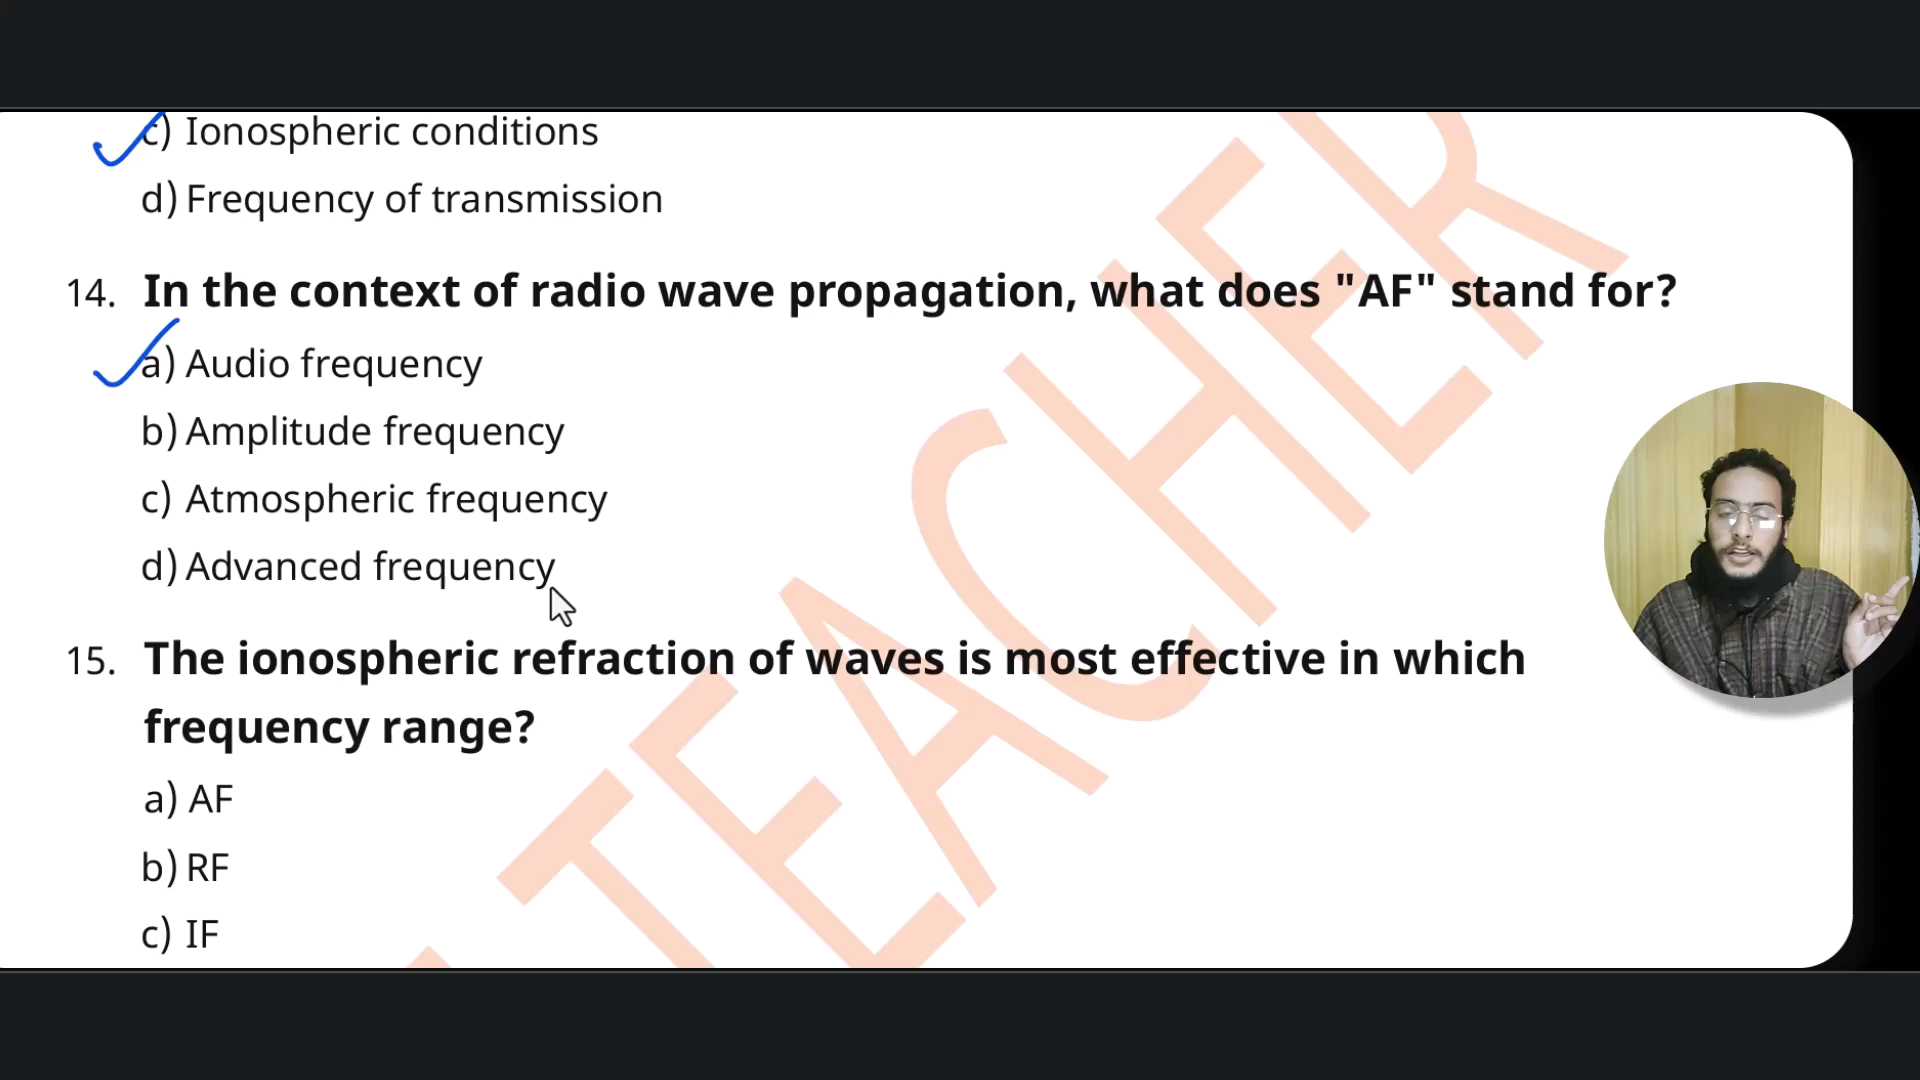 c) Ionospheric conditions
d) Frequency of transmission
14. In the context of radio wave propagation, what does "AF" stand for?
a) Audio frequency
b) Amplitude frequency
c) Atmospheric frequency
d) Advanced frequency
15. The ionospheric refraction of waves is most effective in which
frequency range?
a) AF
b) RF
c) IF
TEACHER